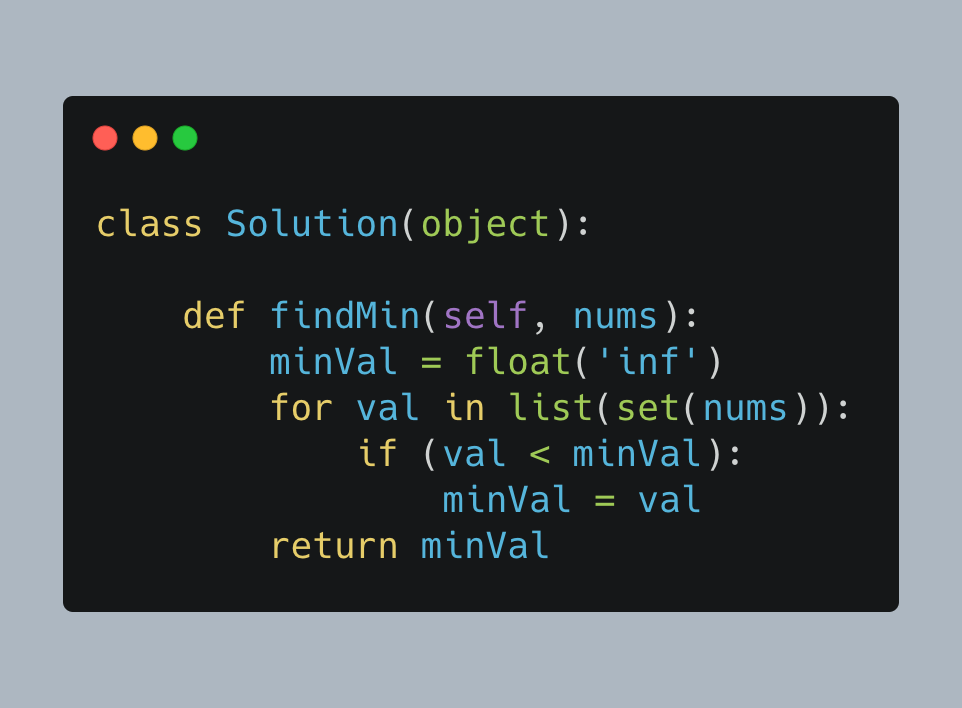 class Solution(object):
    def findMin(self, nums):
        minVal = float('inf')
        for val in list(set(nums)):
            if (val < minVal):
                minVal = val
        return minVal